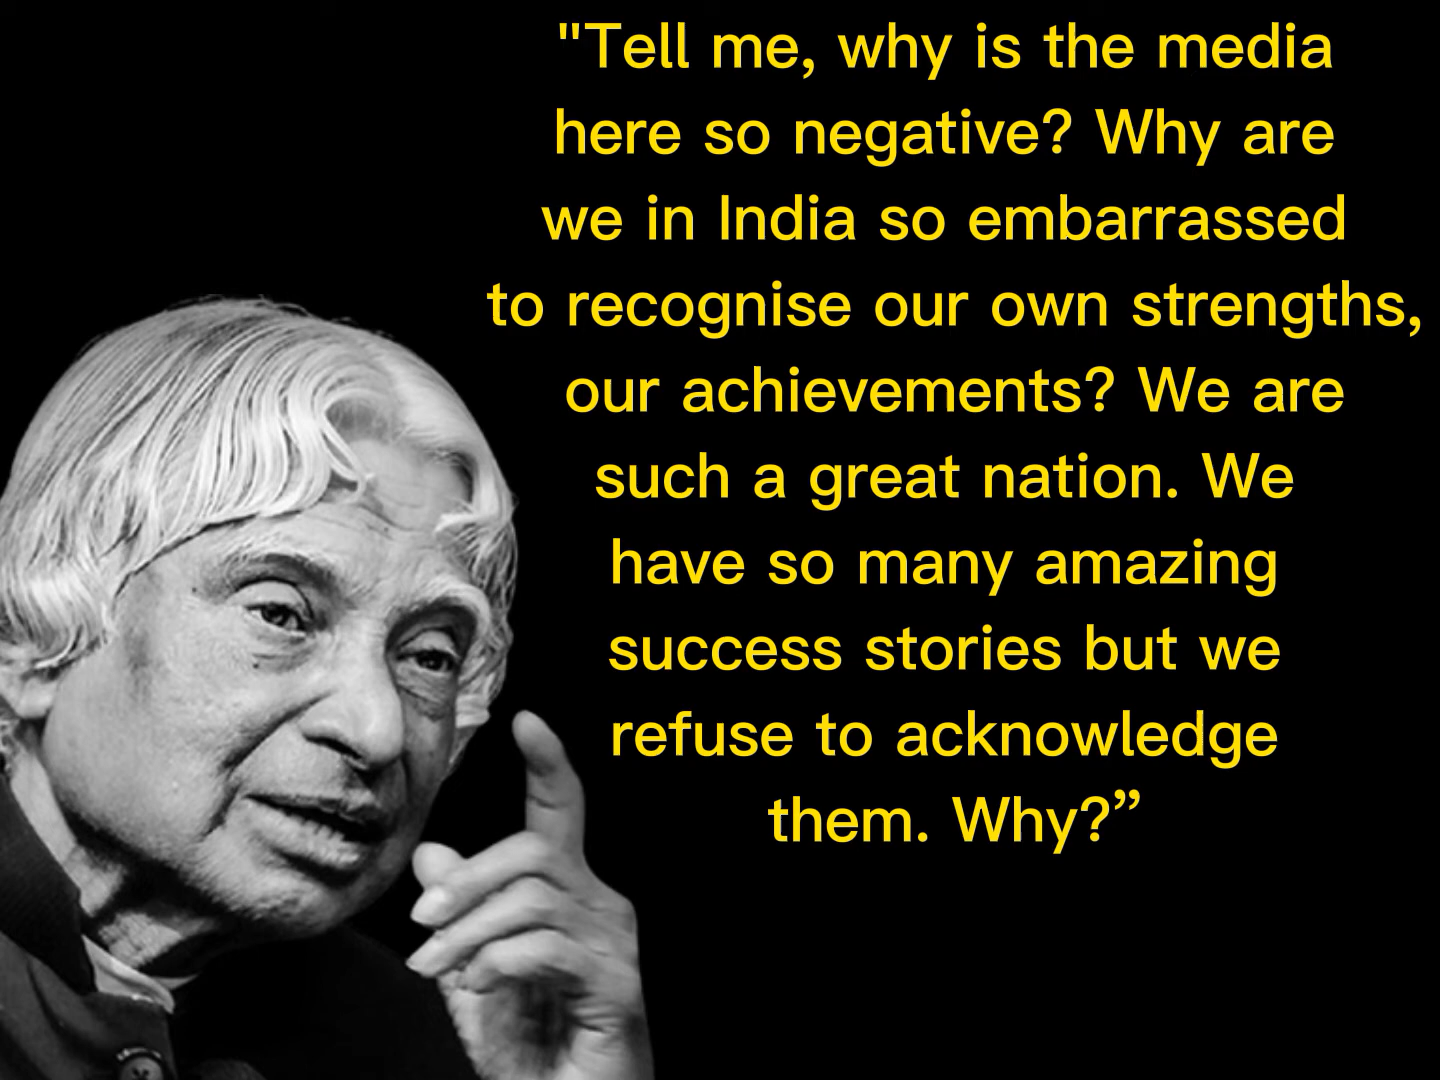 "Tell me, why is the media
here so negative? Why are
we in India so embarrassed
to recognise our own strengths,
our achievements? We are
such a great nation. We
have so many amazing
success stories but we
refuse to acknowledge
them. Why?”